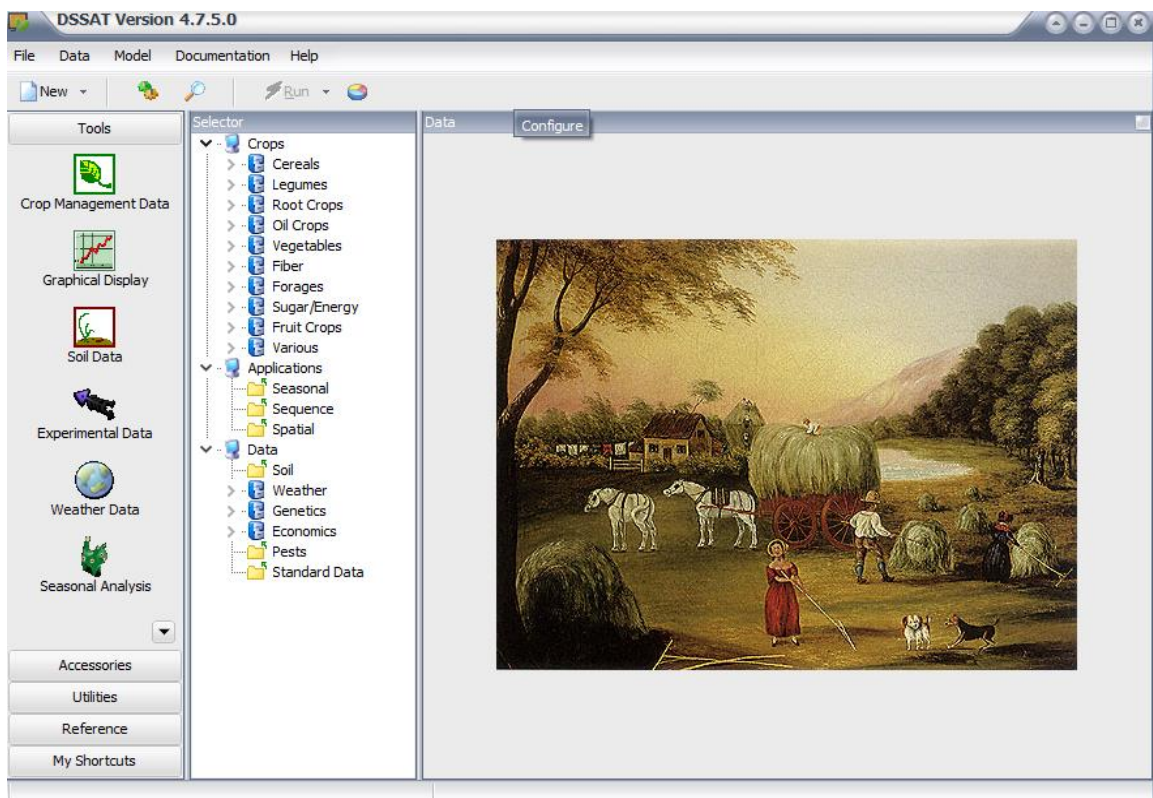 DSSAT Version 4.7.5.0
File Data Model Documentation Help
New Run
Tools
Crop Management Data
Graphical Display
Soil Data
Experimental Data
Weather Data
Seasonal Analysis
Accessories
Utilities
Reference
My Shortcuts
Selector
Crops
Cereals
Legumes
Root Crops
Oil Crops
Vegetables
Fiber
Forages
Sugar/Energy
Fruit Crops
Various
Applications
Seasonal
Sequence
Spatial
Data
Soil
Weather
Genetics
Economics
Pests
Standard Data
Data
Configure